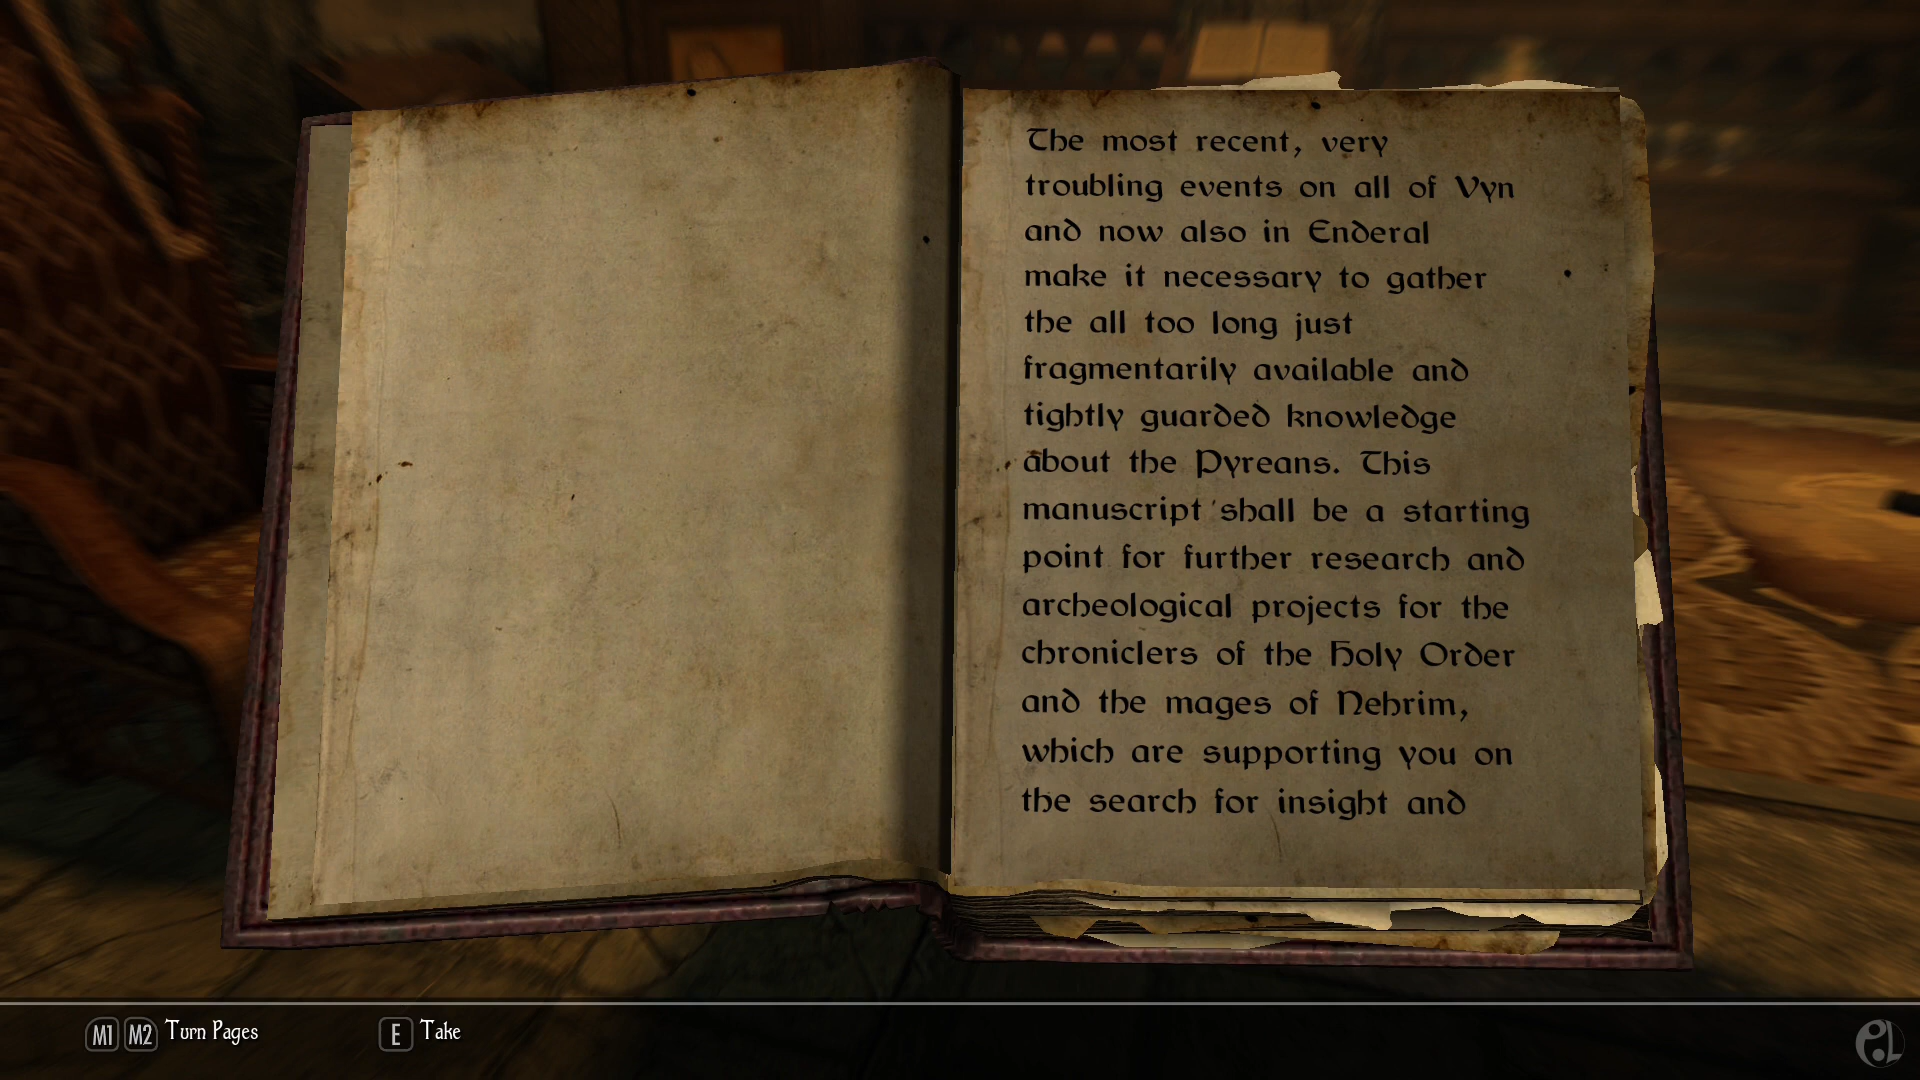 The most recent, very
troubling events on all of Vyn
and now also in Enderal
make it necessary to gather
the all too long just
fragmentarily available and
tightly guarded knowledge
about the Pyreans. This
manuscript shall be a starting
point for further research and
archeological projects for the
chroniclers of the Holy Order
and the mages of Nehrim,
which are supporting you on
the search for insight and
M1 M2 Turn Pages
E Take